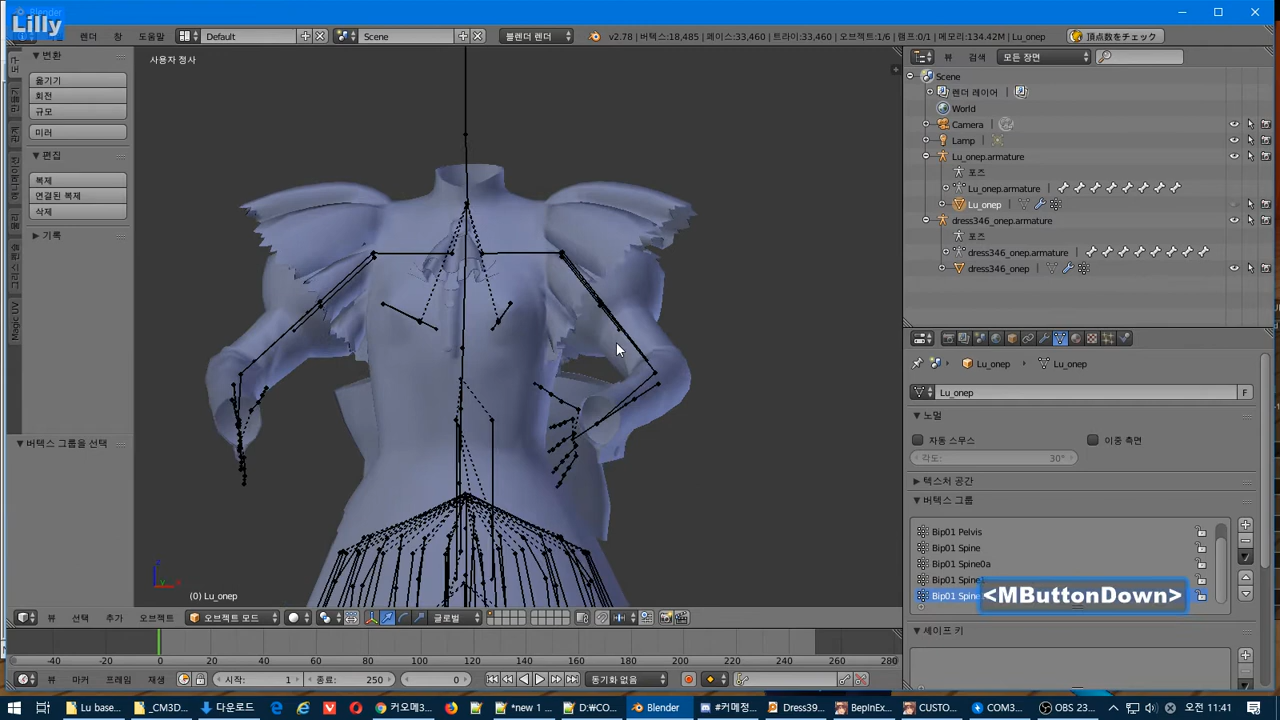 Blender
Lilly
렌더 창 도움말 Default Scene 블렌더 렌더 v2.78 | 버텍스:18,485 | 페이스:33,460 | 트라이:33,460 | 오브젝트:1/6 | 램프:0/1 | 메모리:134.42M | Lu_onep 頂点数をチェック
변환
옮기기
회전
규모
미러
편집
복제
연결된 복제
삭제
기록
버텍스 그룹을 선택
Magic UV
사용자 정사
(0) Lu_onep
뷰 선택 추가 오브젝트 오브젝트 모드 글로벌
-40 -20 0 20 40 60 80 100 120 140 160 180 200 220 240 260 280
뷰 마커 프레임 재생 시작: 1 종료: 250 0 동기화 없음
뷰 검색 모든 장면
Scene
렌더 레이어
World
Camera
Lamp
Lu_onep.armature
포즈
Lu_onep.armature
Lu_onep
dress346_onep.armature
포즈
dress346_onep.armature
dress346_onep
Lu_onep Lu_onep
Lu_onep F
노멀
자동 스무스 이중 측면
각도: 30°
텍스처 공간
버텍스 그룹
Bip01 Pelvis
Bip01 Spine
Bip01 Spine0a
Bip01 Spine1
Bip01 Spine
<MButtonDown>
셰이프 키
Lu base _CM3D 다운로드 커오메3 *new 1 D:₩CO Blender #커메정 Dress39 BepInEx CUSTO COM3 OBS 23 오전 11:41